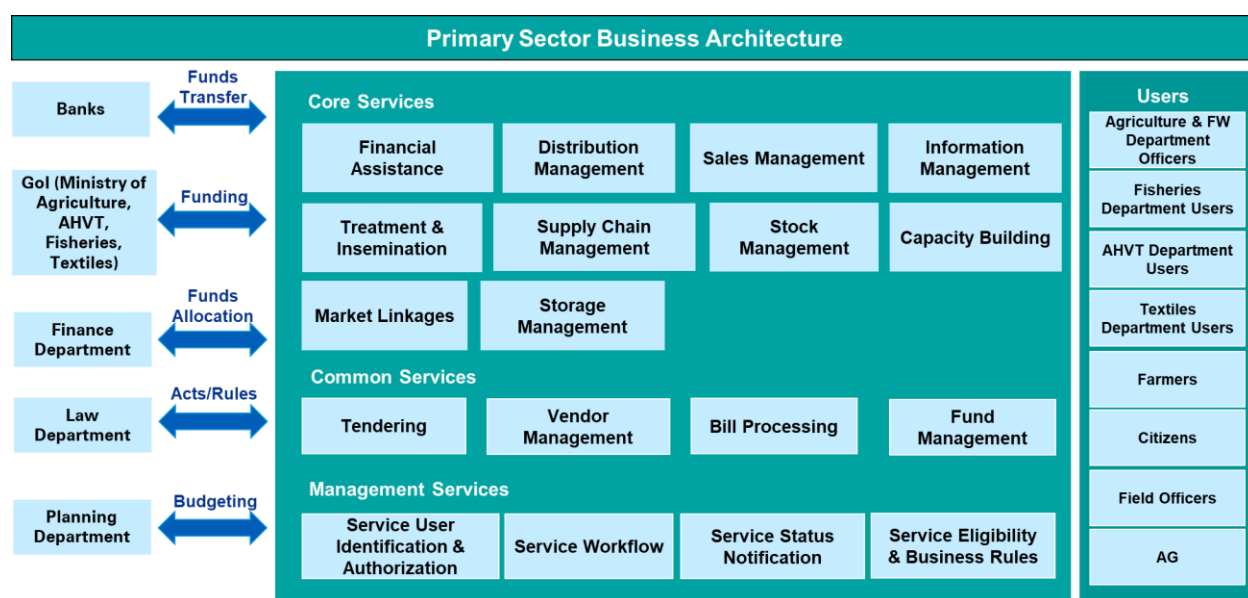 Primary Sector Business Architecture
Banks
Funds
Transfer
GoI (Ministry of
Agriculture,
AHVT,
Fisheries,
Textiles)
Funding
Finance
Department
Funds
Allocation
Law
Department
Acts/Rules
Planning
Department
Budgeting
Core Services
Financial
Assistance
Distribution
Management
Sales Management
Information
Management
Treatment &
Insemination
Supply Chain
Management
Stock
Management
Capacity Building
Market Linkages
Storage
Management
Common Services
Tendering
Vendor
Management
Bill Processing
Fund
Management
Management Services
Service User
Identification &
Authorization
Service Workflow
Service Status
Notification
Service Eligibility
& Business Rules
Users
Agriculture & FW
Department
Officers
Fisheries
Department Users
AHVT Department
Users
Textiles
Department Users
Farmers
Citizens
Field Officers
AG